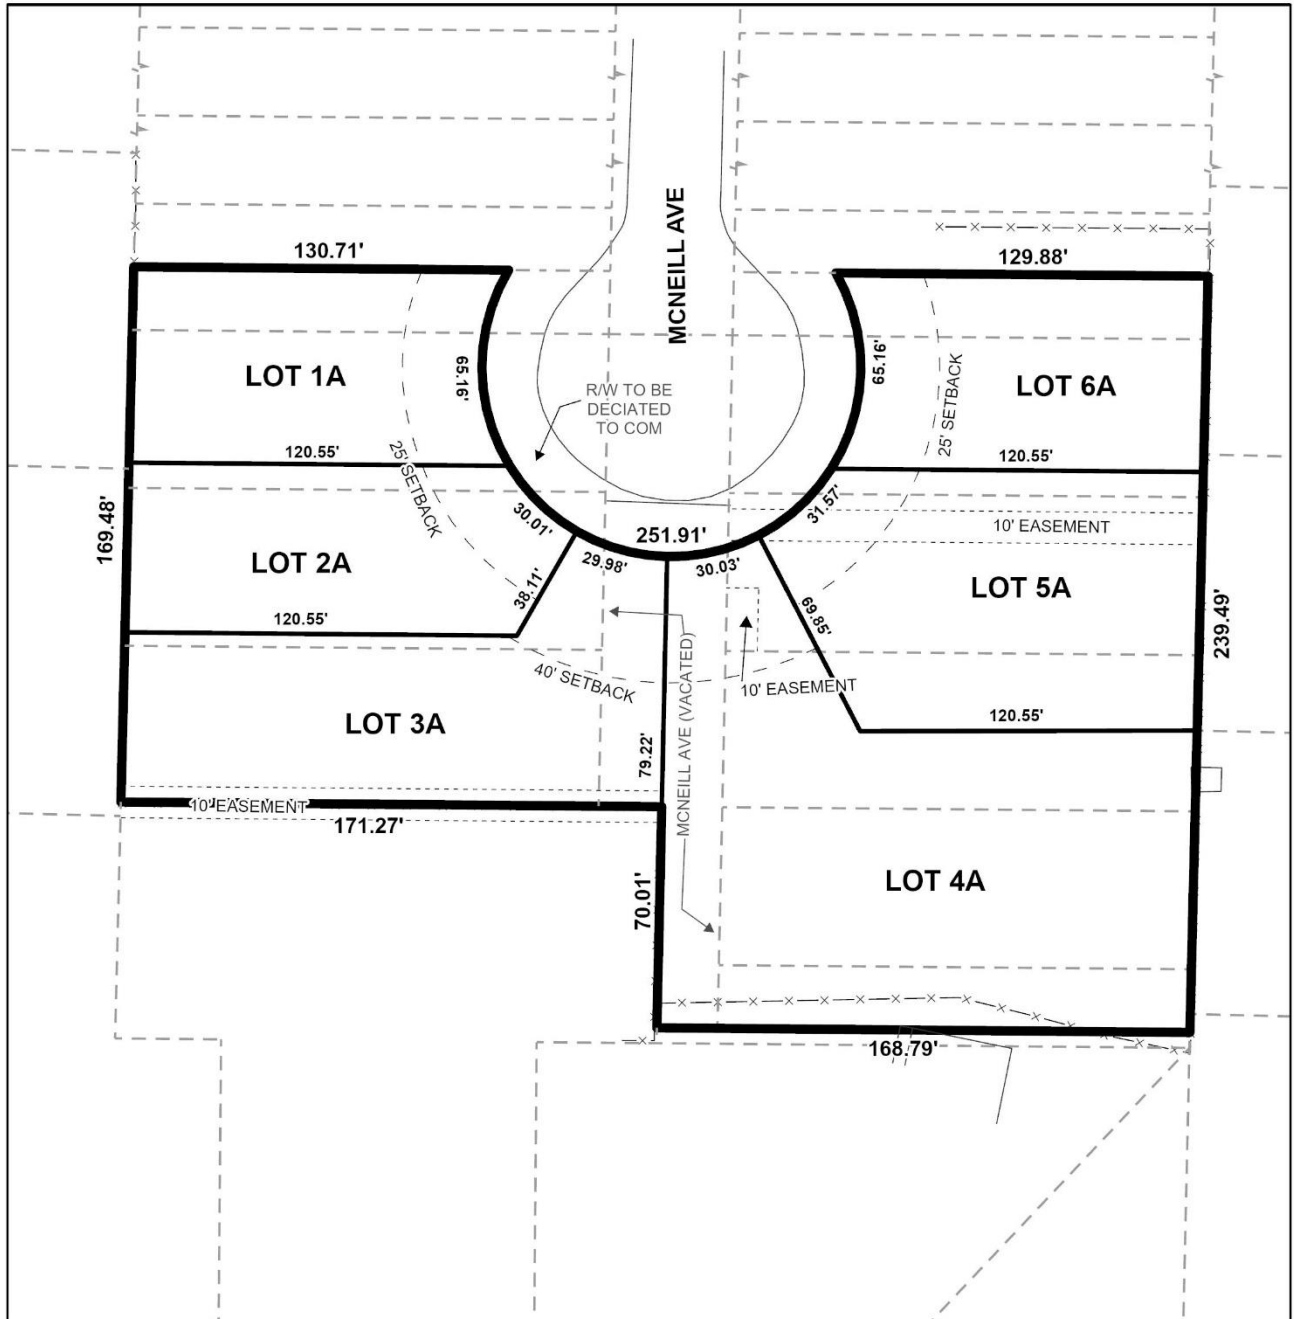 MCNEILL AVE
130.71'
129.88'
65.16'
65.16'
LOT 1A
LOT 6A
R/W TO BE
DECIATED
TO COM
25' SETBACK
25' SETBACK
120.55'
120.55'
169.48'
30.01'
251.91'
31.57'
10' EASEMENT
29.98'
30.03'
LOT 2A
38.11'
LOT 5A
69.85'
120.55'
239.49'
40' SETBACK
MCNEILL AVE (VACATED)
10' EASEMENT
LOT 3A
79.22'
120.55'
10' EASEMENT
171.27'
70.01'
LOT 4A
168.79'